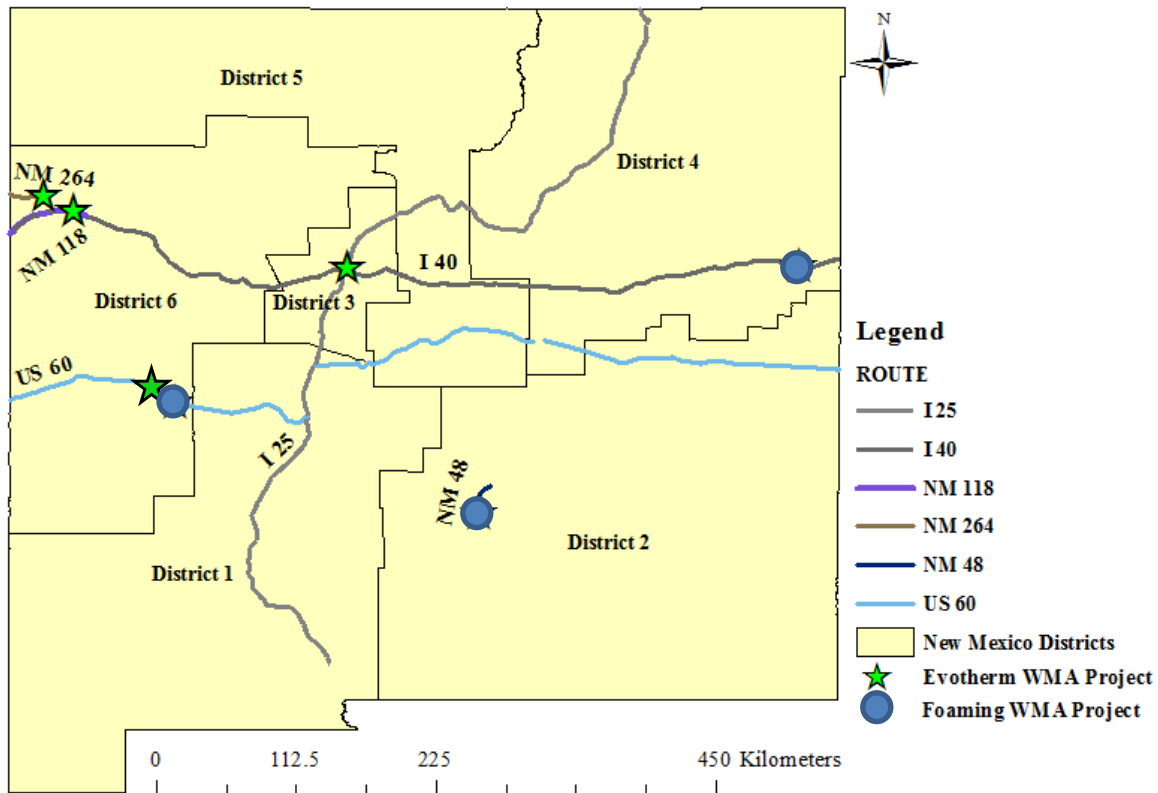 N
District 5
District 4
NM 264
NM 118
I 40
District 6
District 3
US 60
I 25
NM 48
District 2
District 1
Legend
ROUTE
I 25
I 40
NM 118
NM 264
NM 48
US 60
New Mexico Districts
Evotherm WMA Project
Foaming WMA Project
0 112.5 225 450 Kilometers